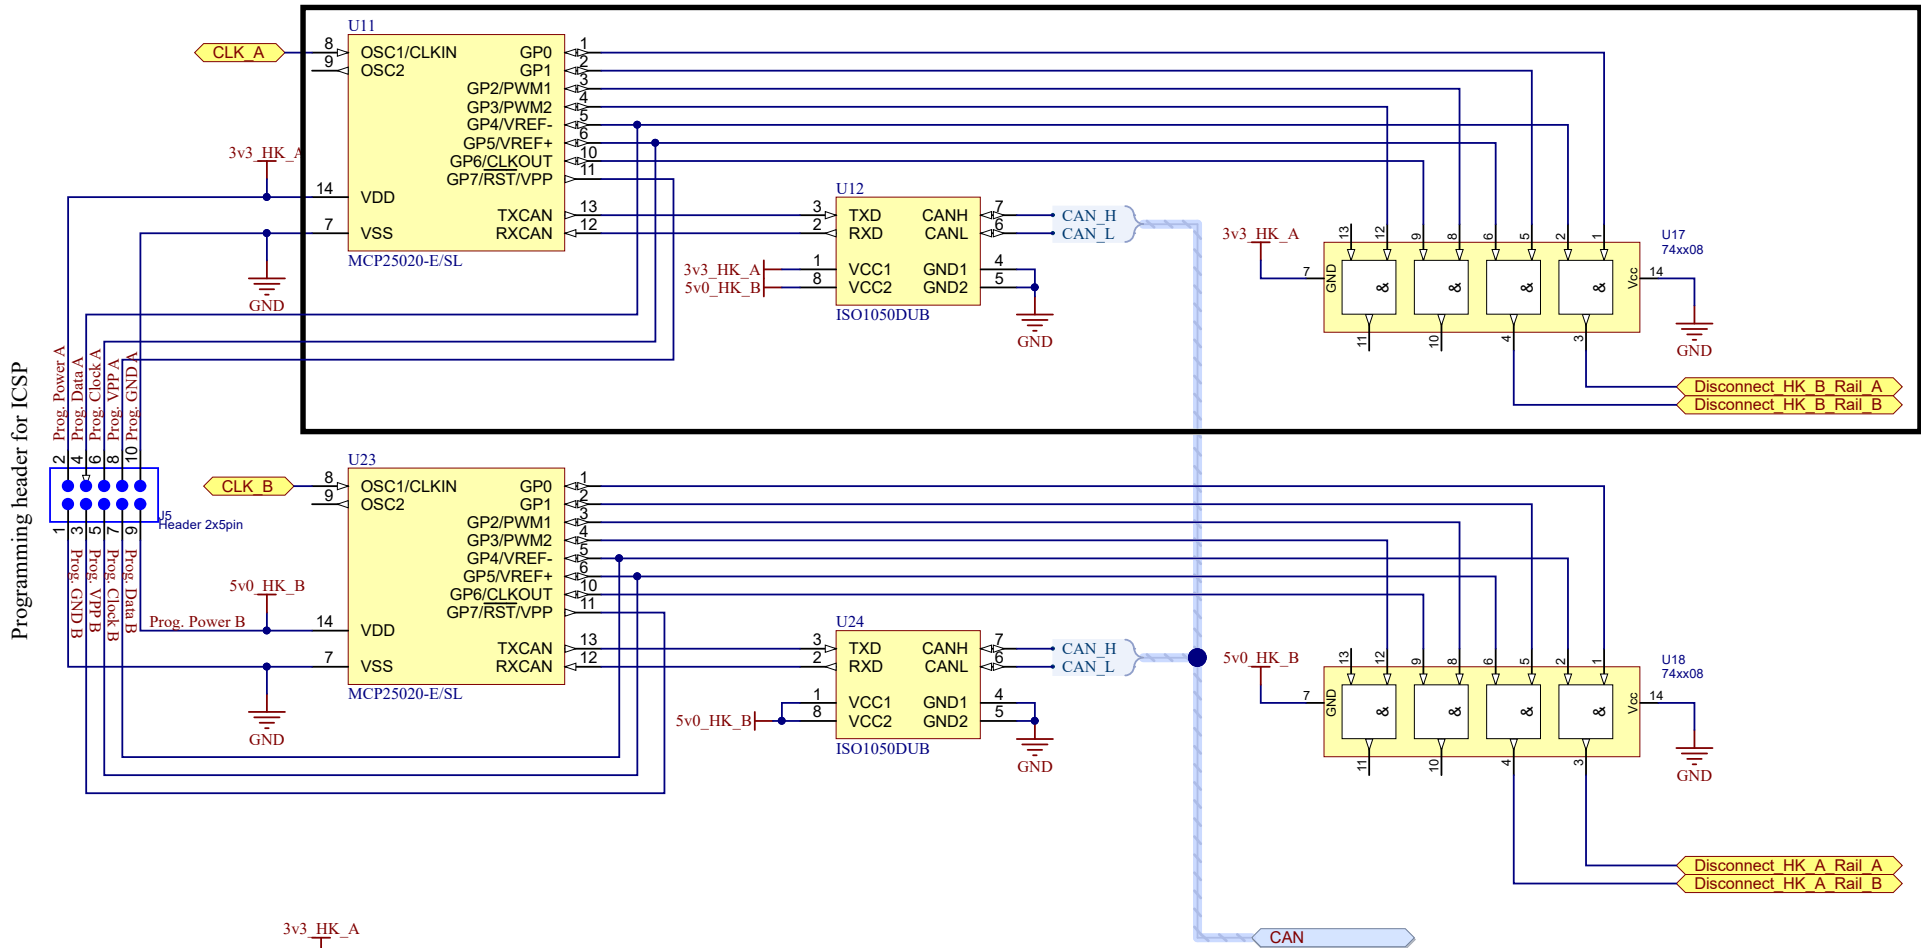 U11
CLK_A
8 OSC1/CLKIN GP0 1
9 OSC2 GP1 2
GP2/PWM1 3
GP3/PWM2 4
GP4/VREF- 5
GP5/VREF+ 6
GP6/CLKOUT 10
GP7/RST/VPP 11
3v3_HK_A
14 VDD
TXCAN 13
7 VSS RXCAN 12
MCP25020-E/SL
GND
U12
3 TXD CANH 7 CAN_H
2 RXD CANL 6 CAN_L
3v3_HK_A 1 VCC1 GND1 4
5v0_HK_B 8 VCC2 GND2 5
ISO1050DUB
GND
3v3_HK_A
13 12 9 8 6 5 2 1
U17
74xx08
7 GND & & & & Vcc 14
11 10 4 3
GND
Disconnect_HK_B_Rail_A
Disconnect_HK_B_Rail_B
Programming header for ICSP
Prog. Power A
Prog. Data A
Prog. Clock A
Prog. VPP A
Prog. GND A
2 4 6 8 10
U5
Header 2x5pin
1 3 5 7 9
Prog. GND B
Prog. VPP B
Prog. Clock B
Prog. Data B
Prog. Power B
U23
CLK_B
8 OSC1/CLKIN GP0 1
9 OSC2 GP1 2
GP2/PWM1 3
GP3/PWM2 4
GP4/VREF- 5
GP5/VREF+ 6
GP6/CLKOUT 10
GP7/RST/VPP 11
5v0_HK_B
14 VDD
TXCAN 13
7 VSS RXCAN 12
MCP25020-E/SL
GND
U24
3 TXD CANH 7 CAN_H
2 RXD CANL 6 CAN_L
1 VCC1 GND1 4
5v0_HK_B 8 VCC2 GND2 5
ISO1050DUB
GND
5v0_HK_B
13 12 9 8 6 5 2 1
U18
74xx08
7 GND & & & & Vcc 14
11 10 4 3
GND
Disconnect_HK_A_Rail_A
Disconnect_HK_A_Rail_B
3v3_HK_A
CAN